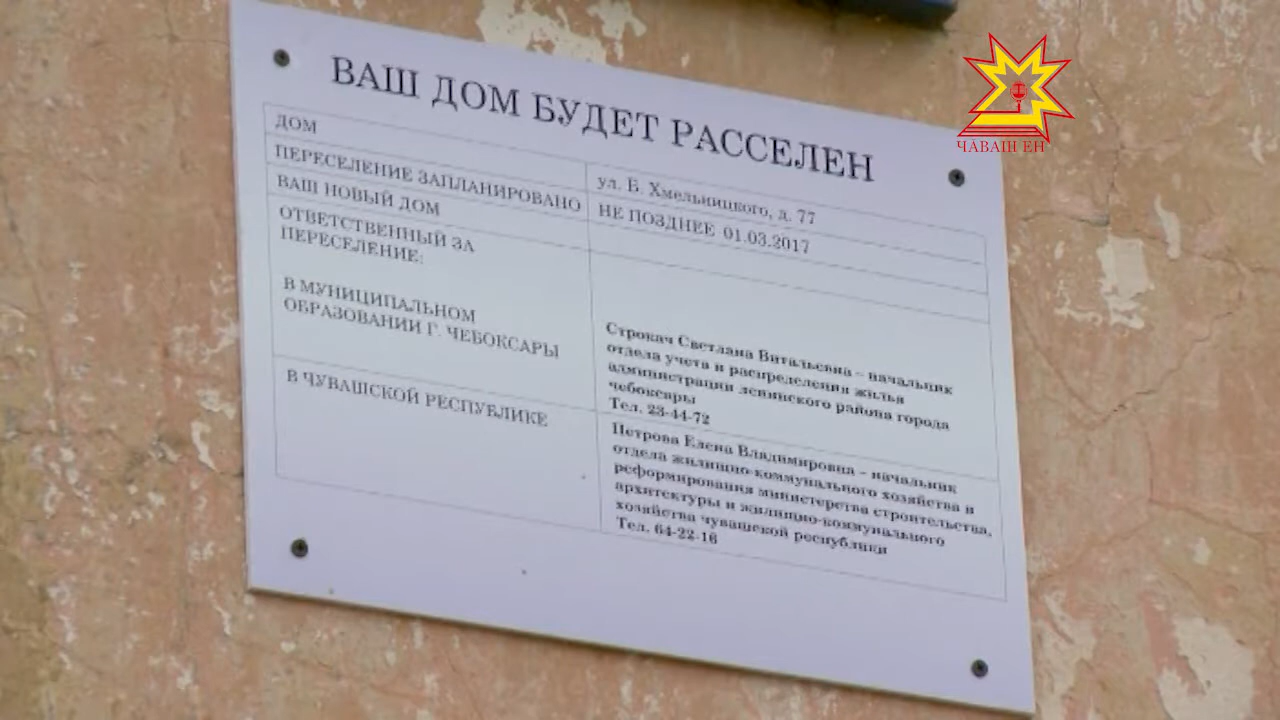 ВАШ ДОМ БУДЕТ РАССЕЛЕН
ДОМ
ул. Б. Хмельницкого, д. 77
ПЕРЕСЕЛЕНИЕ ЗАПЛАНИРОВАНО
НЕ ПОЗДНЕЕ 01.03.2017
ВАШ НОВЫЙ ДОМ
ОТВЕТСТВЕННЫЙ ЗА
ПЕРЕСЕЛЕНИЕ:
В МУНИЦИПАЛЬНОМ
ОБРАЗОВАНИИ Г. ЧЕБОКСАРЫ
Строкач Светлана Витальевна – начальник
отдела учета и распределения жилья
администрации ленинского района города
чебоксары
Тел. 23-44-72
В ЧУВАШСКОЙ РЕСПУБЛИКЕ
Петрова Елена Владимировна – начальник
отдела жилищно-коммунального хозяйства и
реформирования министерства строительства,
архитектуры и жилищно-коммунального
хозяйства чувашской республики
Тел. 64-22-16
ЧӐВАШ ЕН